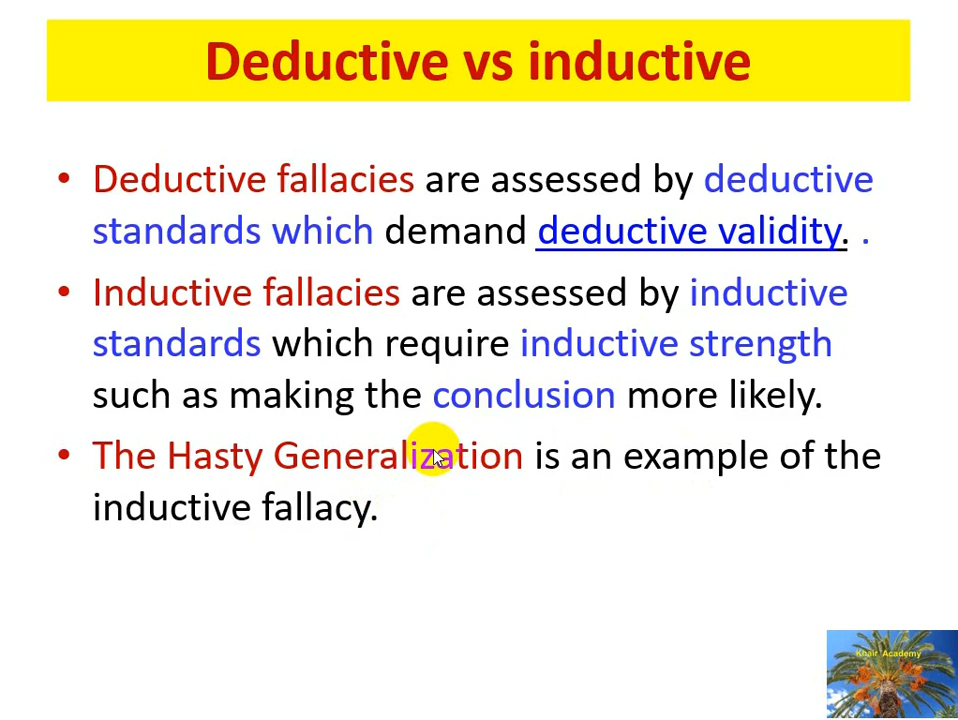 Deductive vs inductive
• Deductive fallacies are assessed by deductive
standards which demand deductive validity. .
• Inductive fallacies are assessed by inductive
standards which require inductive strength
such as making the conclusion more likely.
• The Hasty Generalization is an example of the
inductive fallacy.
Khair Academy